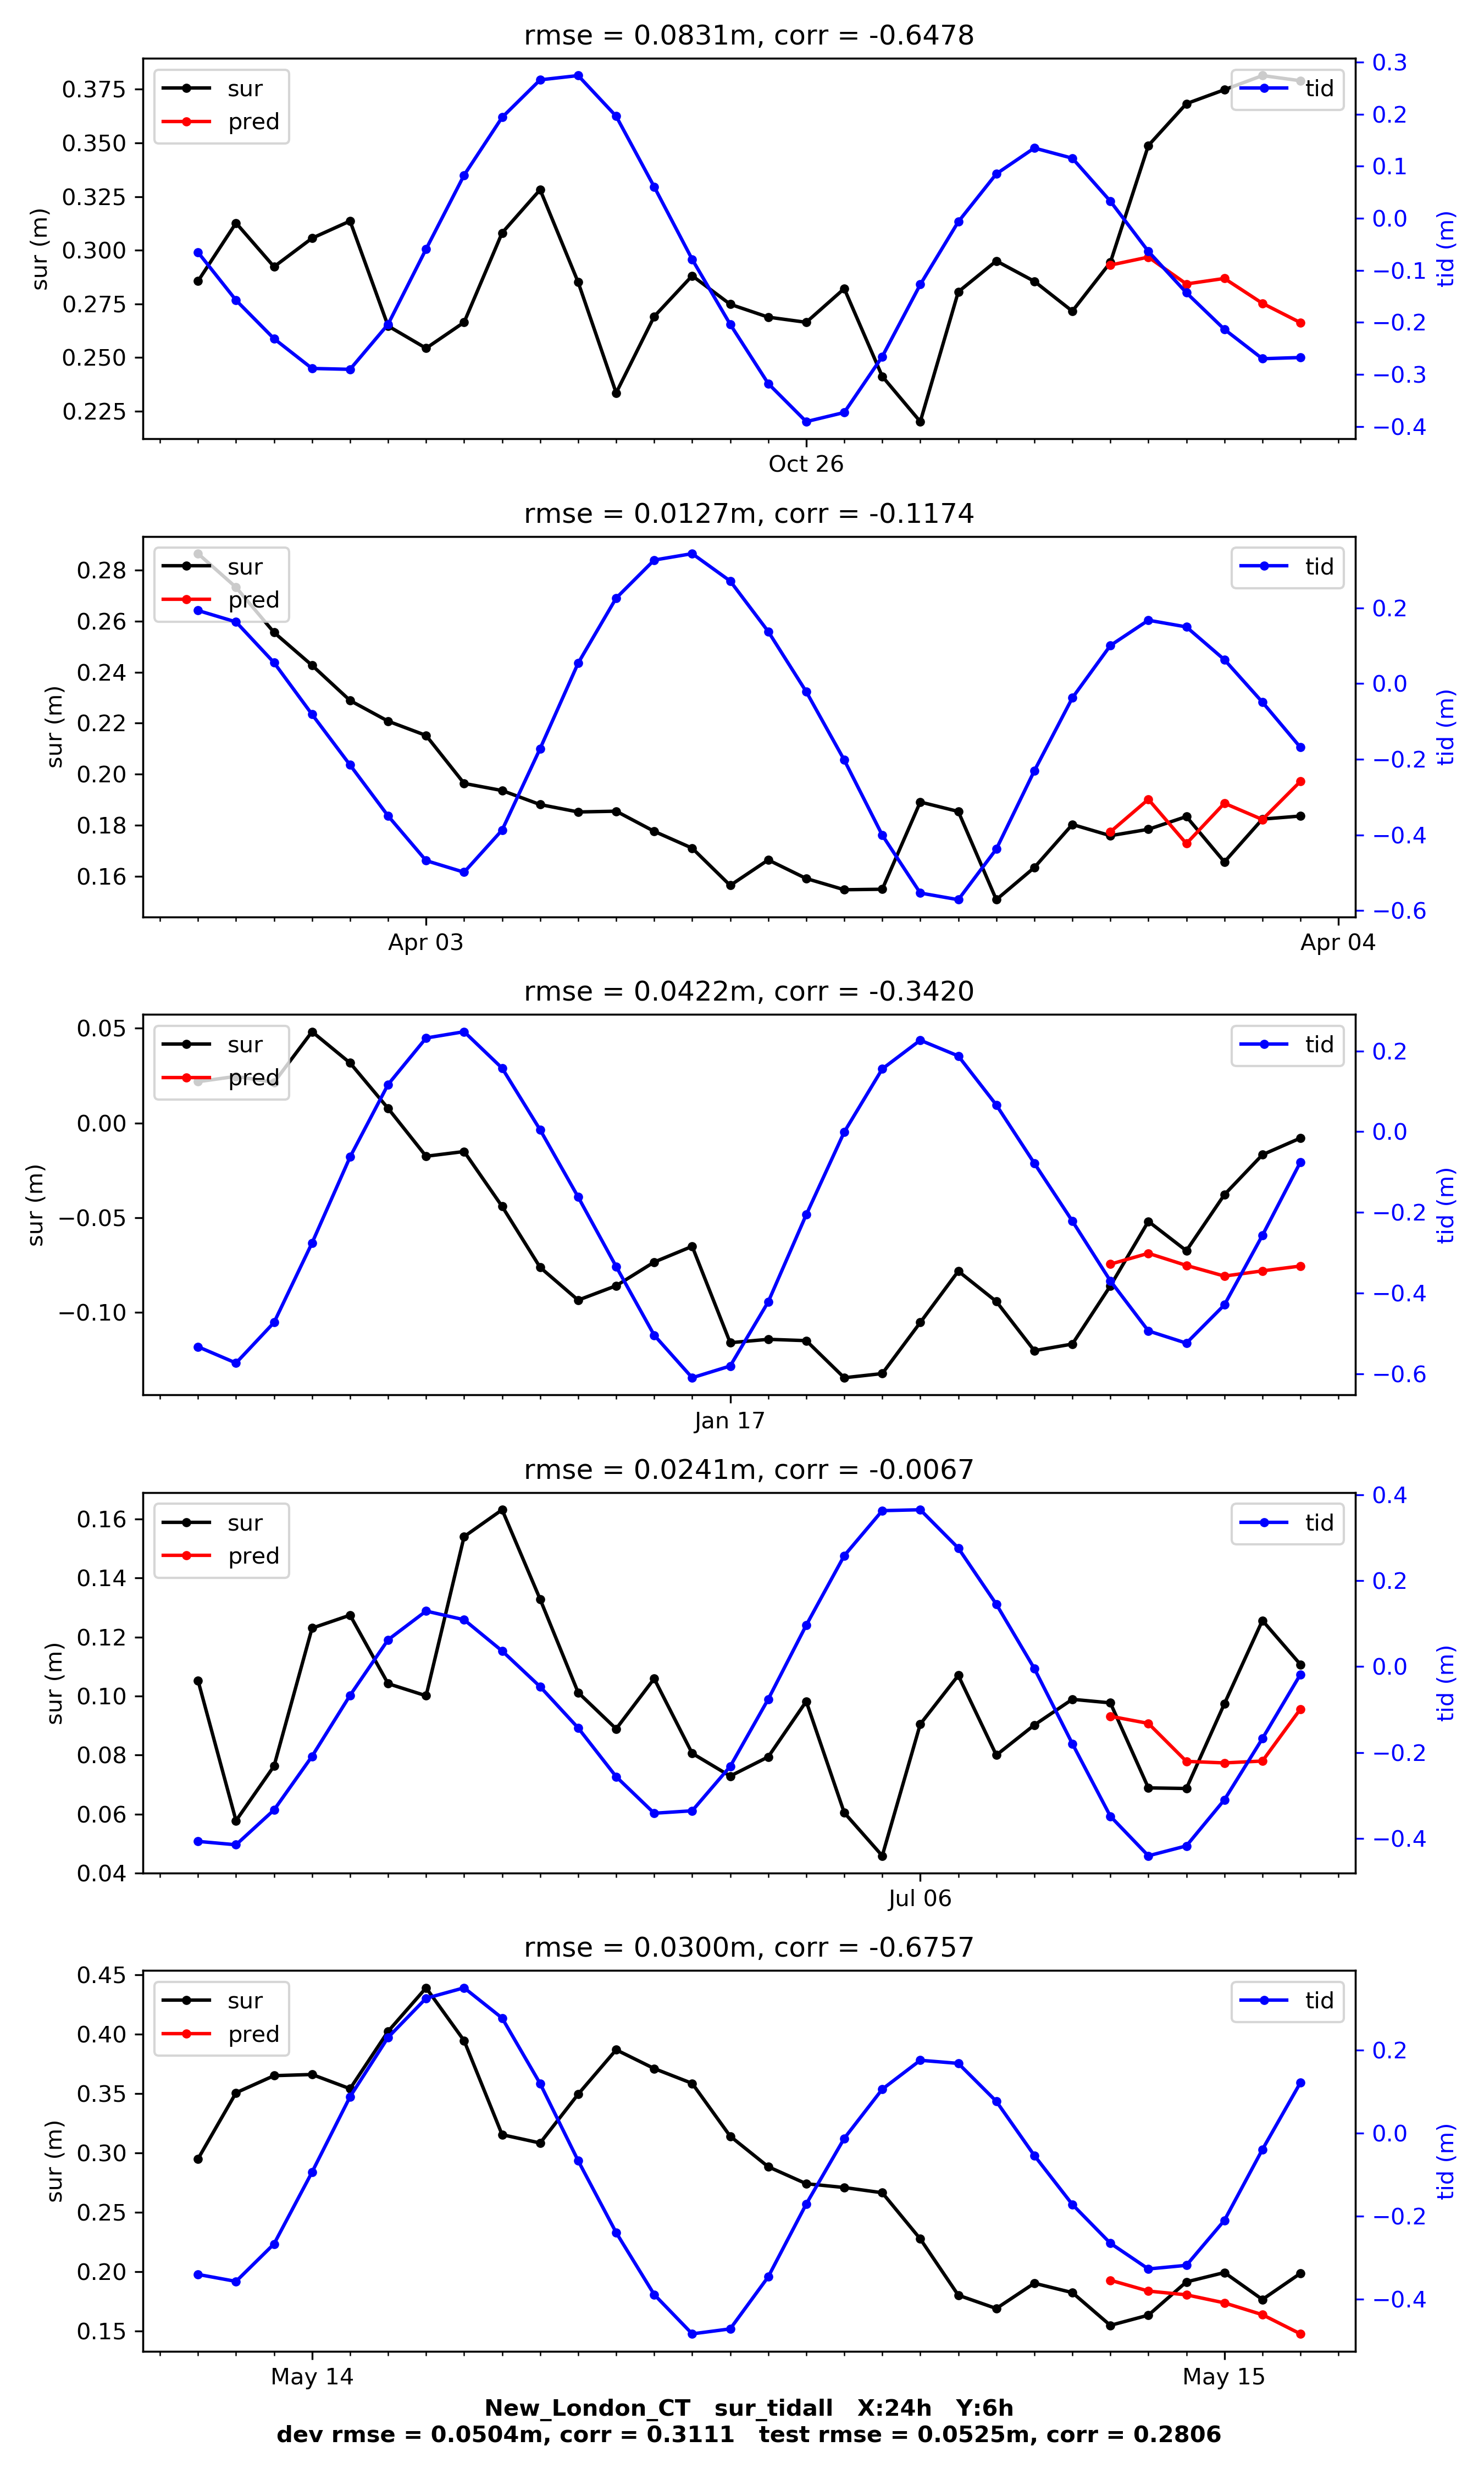 rmse = 0.0831m, corr = -0.6478
sur
pred
tid
0.375
0.350
0.325
0.300
0.275
0.250
0.225
sur (m)
0.3
0.2
0.1
0.0
−0.1
−0.2
−0.3
−0.4
tid (m)
Oct 26
rmse = 0.0127m, corr = -0.1174
sur
pred
tid
0.28
0.26
0.24
0.22
0.20
0.18
0.16
sur (m)
0.2
0.0
−0.2
−0.4
−0.6
tid (m)
Apr 03
Apr 04
rmse = 0.0422m, corr = -0.3420
sur
pred
tid
0.05
0.00
−0.05
−0.10
sur (m)
0.2
0.0
−0.2
−0.4
−0.6
tid (m)
Jan 17
rmse = 0.0241m, corr = -0.0067
sur
pred
tid
0.16
0.14
0.12
0.10
0.08
0.06
0.04
sur (m)
0.4
0.2
0.0
−0.2
−0.4
tid (m)
Jul 06
rmse = 0.0300m, corr = -0.6757
sur
pred
tid
0.45
0.40
0.35
0.30
0.25
0.20
0.15
sur (m)
0.2
0.0
−0.2
−0.4
tid (m)
May 14
May 15
New_London_CT   sur_tidall   X:24h   Y:6h
dev rmse = 0.0504m, corr = 0.3111   test rmse = 0.0525m, corr = 0.2806